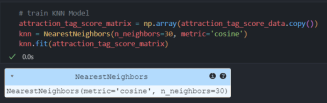 # train KNN Model
attraction_tag_score_matrix = np.array(attraction_tag_score_data.copy())
knn = NearestNeighbors(n_neighbors=30, metric='cosine')
knn.fit(attraction_tag_score_matrix)
0.0s
NearestNeighbors
NearestNeighbors(metric='cosine', n_neighbors=30)